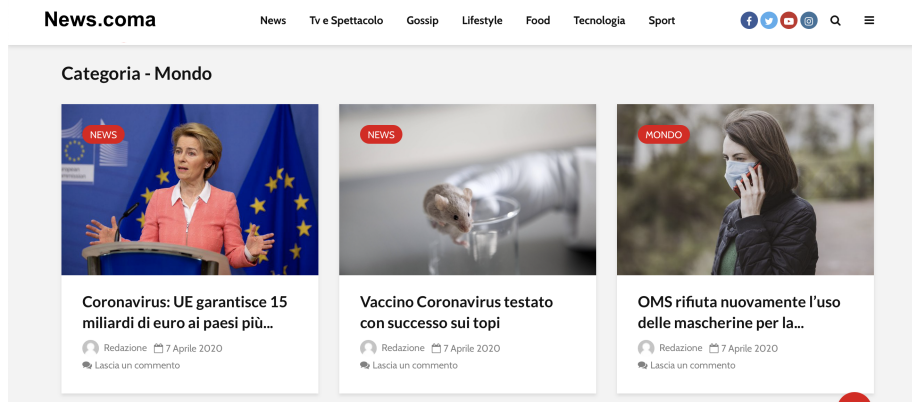 News.coma
News Tv e Spettacolo Gossip Lifestyle Food Tecnologia Sport
Categoria - Mondo
NEWS
Coronavirus: UE garantisce 15
miliardi di euro ai paesi più...
Redazione 7 Aprile 2020
Lascia un commento
NEWS
Vaccino Coronavirus testato
con successo sui topi
Redazione 7 Aprile 2020
Lascia un commento
MONDO
OMS rifiuta nuovamente l'uso
delle mascherine per la...
Redazione 7 Aprile 2020
Lascia un commento